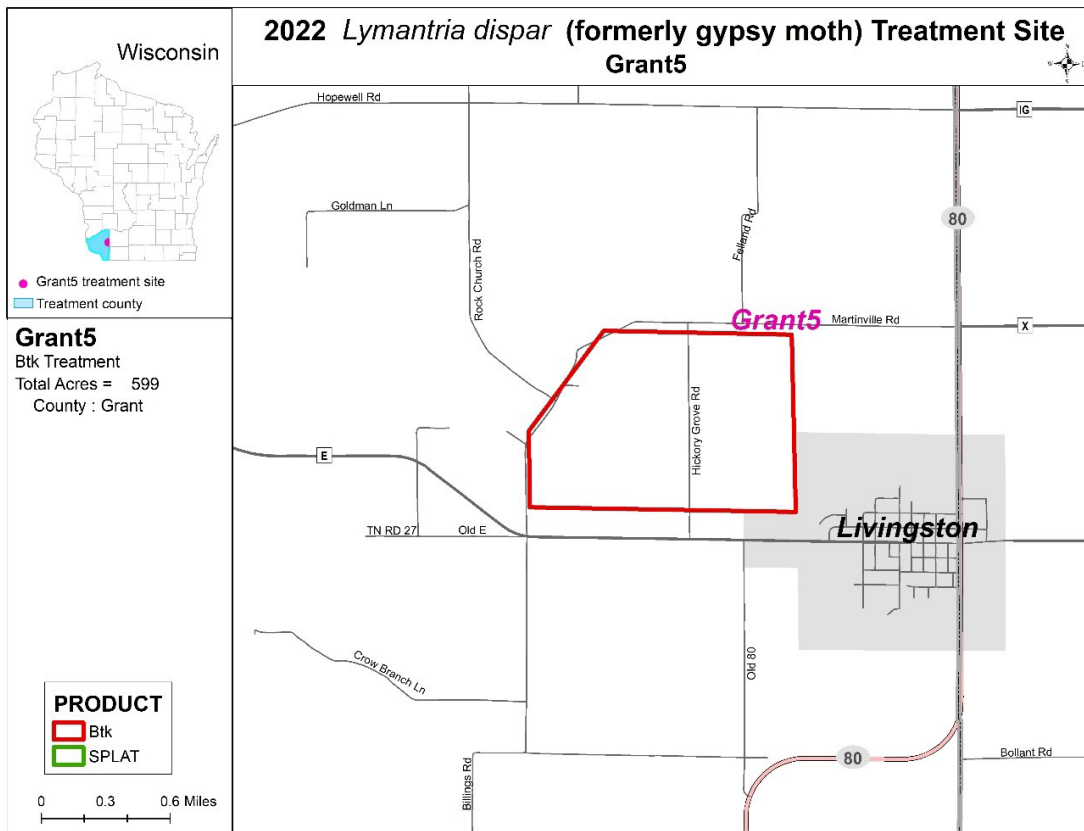 2022 Lymantria dispar (formerly gypsy moth) Treatment Site
Grant5
Wisconsin
Grant5 treatment site
Treatment county
Grant5
Btk Treatment
Total Acres = 599
County : Grant
PRODUCT
Btk
SPLAT
0 0.3 0.6 Miles
Hopewell Rd
IG
Goldman Ln
Rock Church Rd
Felland Rd
80
Grant5
Martinville Rd
X
Hickory Grove Rd
E
TN RD 27
Old E
Livingston
Crow Branch Ln
Old 80
Billings Rd
80
Bollant Rd